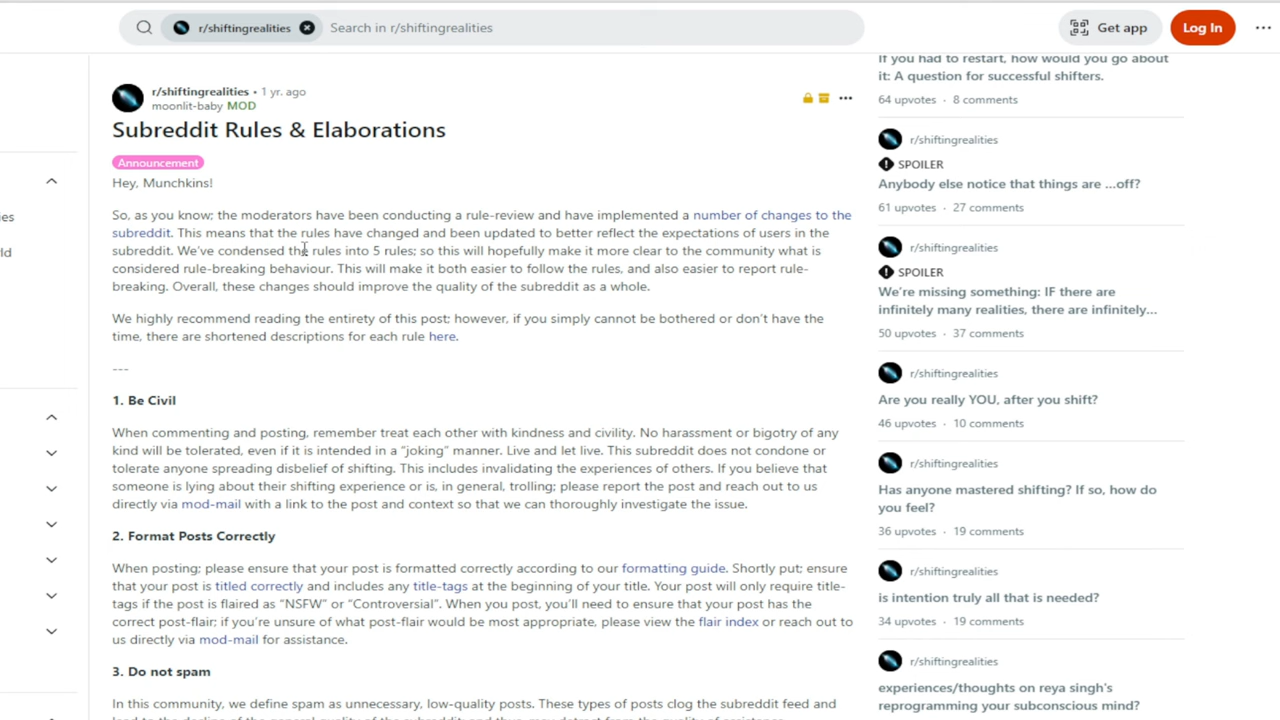 r/shiftingrealities
Search in r/shiftingrealities
Get app
Log In
ies
ld
r/shiftingrealities • 1 yr. ago
moonlit-baby MOD
Subreddit Rules & Elaborations
Announcement
Hey, Munchkins!
So, as you know; the moderators have been conducting a rule-review and have implemented a number of changes to the
subreddit. This means that the rules have changed and been updated to better reflect the expectations of users in the
subreddit. We've condensed the rules into 5 rules; so this will hopefully make it more clear to the community what is
considered rule-breaking behaviour. This will make it both easier to follow the rules, and also easier to report rule-
breaking. Overall, these changes should improve the quality of the subreddit as a whole.
We highly recommend reading the entirety of this post; however, if you simply cannot be bothered or don't have the
time, there are shortened descriptions for each rule here.
---
1. Be Civil
When commenting and posting, remember treat each other with kindness and civility. No harassment or bigotry of any
kind will be tolerated, even if it is intended in a "joking" manner. Live and let live. This subreddit does not condone or
tolerate anyone spreading disbelief of shifting. This includes invalidating the experiences of others. If you believe that
someone is lying about their shifting experience or is, in general, trolling; please report the post and reach out to us
directly via mod-mail with a link to the post and context so that we can thoroughly investigate the issue.
2. Format Posts Correctly
When posting; please ensure that your post is formatted correctly according to our formatting guide. Shortly put; ensure
that your post is titled correctly and includes any title-tags at the beginning of your title. Your post will only require title-
tags if the post is flaired as "NSFW" or "Controversial". When you post, you'll need to ensure that your post has the
correct post-flair; if you're unsure of what post-flair would be most appropriate, please view the flair index or reach out to
us directly via mod-mail for assistance.
3. Do not spam
In this community, we define spam as unnecessary, low-quality posts. These types of posts clog the subreddit feed and
If you had to restart, how would you go about
it: A question for successful shifters.
64 upvotes · 8 comments
r/shiftingrealities
SPOILER
Anybody else notice that things are ...off?
61 upvotes · 27 comments
r/shiftingrealities
SPOILER
We're missing something: IF there are
infinitely many realities, there are infinitely...
50 upvotes · 37 comments
r/shiftingrealities
Are you really YOU, after you shift?
46 upvotes · 10 comments
r/shiftingrealities
Has anyone mastered shifting? If so, how do
you feel?
36 upvotes · 19 comments
r/shiftingrealities
is intention truly all that is needed?
34 upvotes · 19 comments
r/shiftingrealities
experiences/thoughts on reya singh's
reprogramming your subconscious mind?